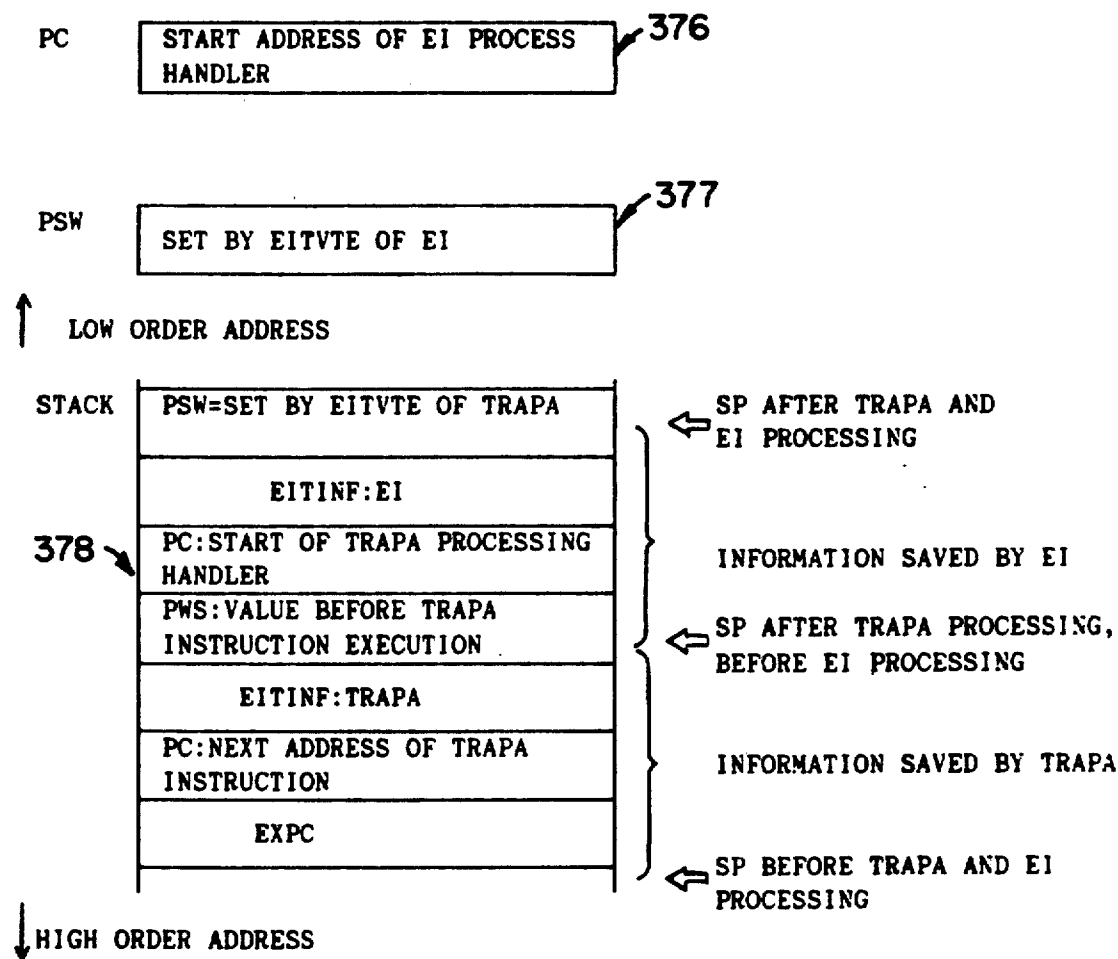 PC
START ADDRESS OF EI PROCESS
HANDLER
376
PSW
SET BY EITVTE OF EI
377
LOW ORDER ADDRESS
STACK
PSW=SET BY EITVTE OF TRAPA
SP AFTER TRAPA AND
EI PROCESSING
EITINF:EI
378
PC:START OF TRAPA PROCESSING
HANDLER
INFORMATION SAVED BY EI
PWS:VALUE BEFORE TRAPA
INSTRUCTION EXECUTION
SP AFTER TRAPA PROCESSING,
BEFORE EI PROCESSING
EITINF:TRAPA
PC:NEXT ADDRESS OF TRAPA
INSTRUCTION
INFORMATION SAVED BY TRAPA
EXPC
SP BEFORE TRAPA AND EI
PROCESSING
HIGH ORDER ADDRESS